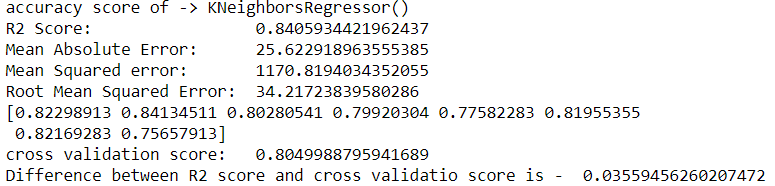 accuracy score of -> KNeighborsRegressor()
R2 Score: 0.8405934421962437
Mean Absolute Error: 25.622918963555385
Mean Squared error: 1170.8194034352055
Root Mean Squared Error: 34.21723839580286
[0.82298913 0.84134511 0.80280541 0.79920304 0.77582283 0.81955355
0.82169283 0.75657913]
cross validation score: 0.8049988795941689
Difference between R2 score and cross validatio score is - 0.03559456260207472